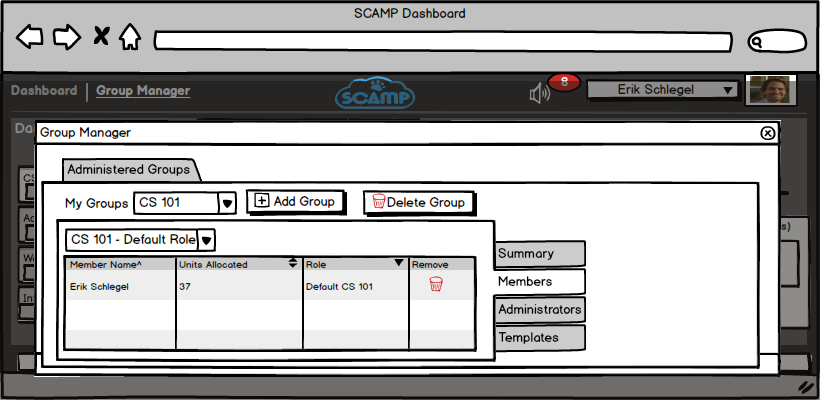 SCAMP Dashboard
Dashboard | Group Manager
SCAMP
8
Erik Schlegel
Da
Group Manager
Administered Groups
My Groups CS 101 Add Group Delete Group
CS 101 - Default Role
Member Name^ Units Allocated Role Remove
Erik Schlegel 37 Default CS 101
Summary
Members
Administrators
Templates
CS
Ac
We
Int
s)